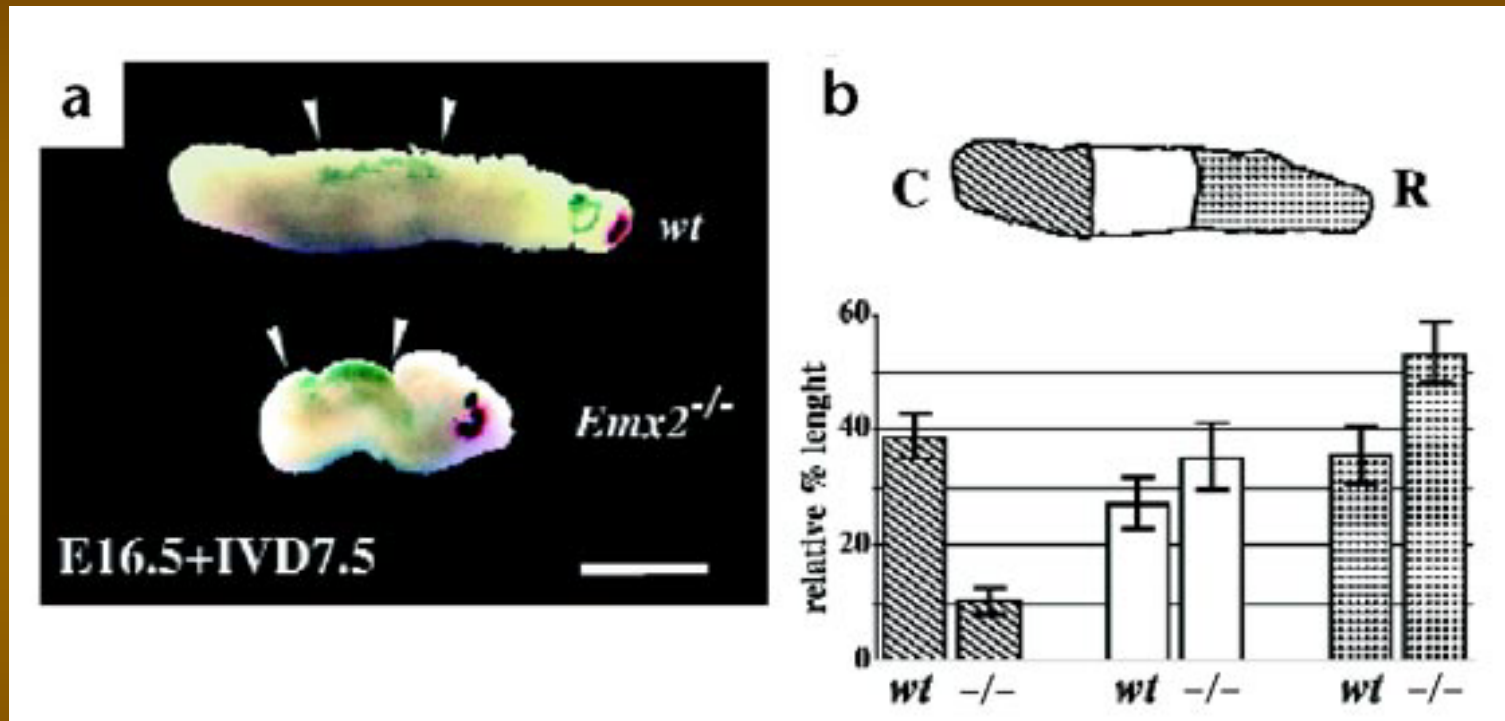 a
wt
Emx2-/-
E16.5+IVD7.5
b
C
R
relative % lenght
60
40
20
0
wt -/- wt -/- wt -/-